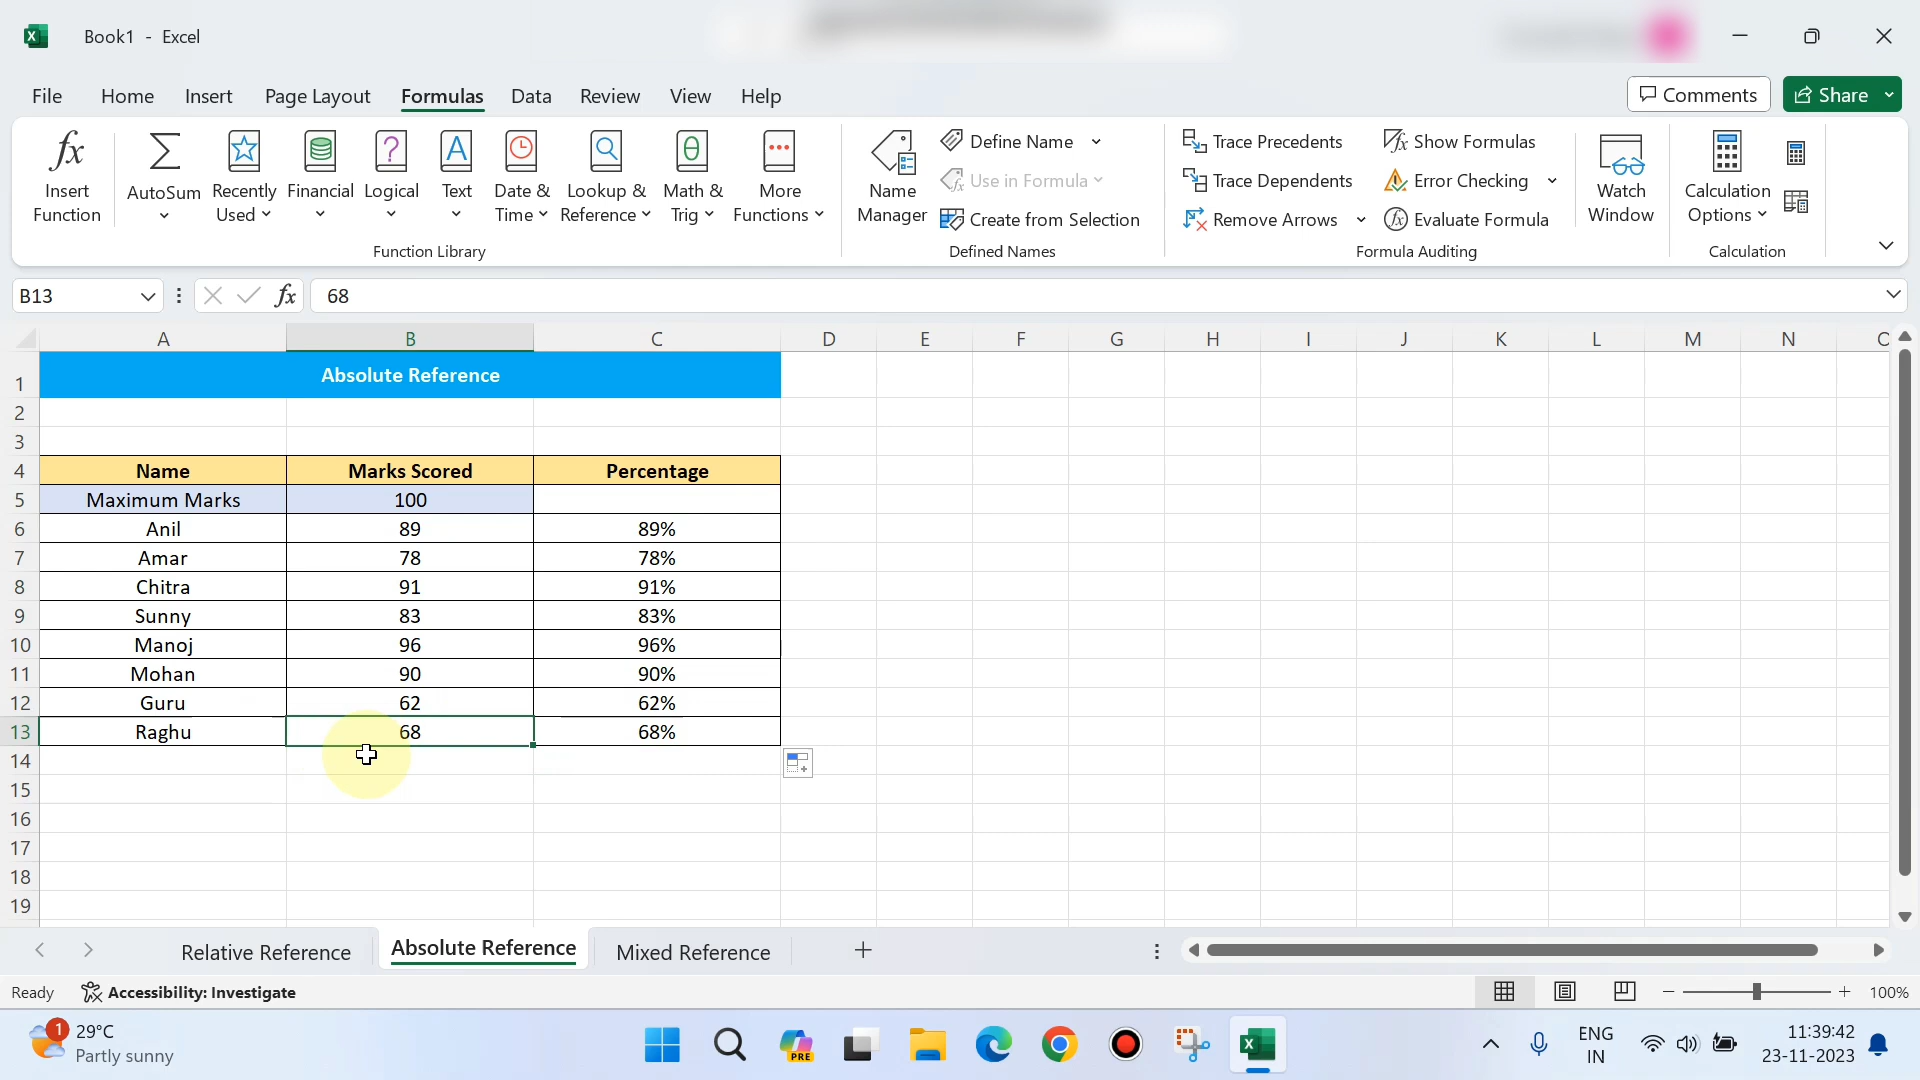 Book1 - Excel
File Home Insert Page Layout Formulas Data Review View Help
Comments Share
Insert Function
AutoSum
Recently Used
Financial
Logical
Text
Date & Time
Lookup & Reference
Math & Trig
More Functions
Function Library
Name Manager
Define Name
Use in Formula
Create from Selection
Defined Names
Trace Precedents
Trace Dependents
Remove Arrows
Show Formulas
Error Checking
Evaluate Formula
Formula Auditing
Watch Window
Calculation Options
Calculation
B13 fx 68
A B C D E F G H I J K L M N
1 Absolute Reference
2
3
4 Name Marks Scored Percentage
5 Maximum Marks 100
6 Anil 89 89%
7 Amar 78 78%
8 Chitra 91 91%
9 Sunny 83 83%
10 Manoj 96 96%
11 Mohan 90 90%
12 Guru 62 62%
13 Raghu 68 68%
14
15
16
17
18
19
Relative Reference Absolute Reference Mixed Reference
Ready Accessibility: Investigate 100%
1 29°C
Partly sunny
PRE
ENG
IN
11:39:42
23-11-2023